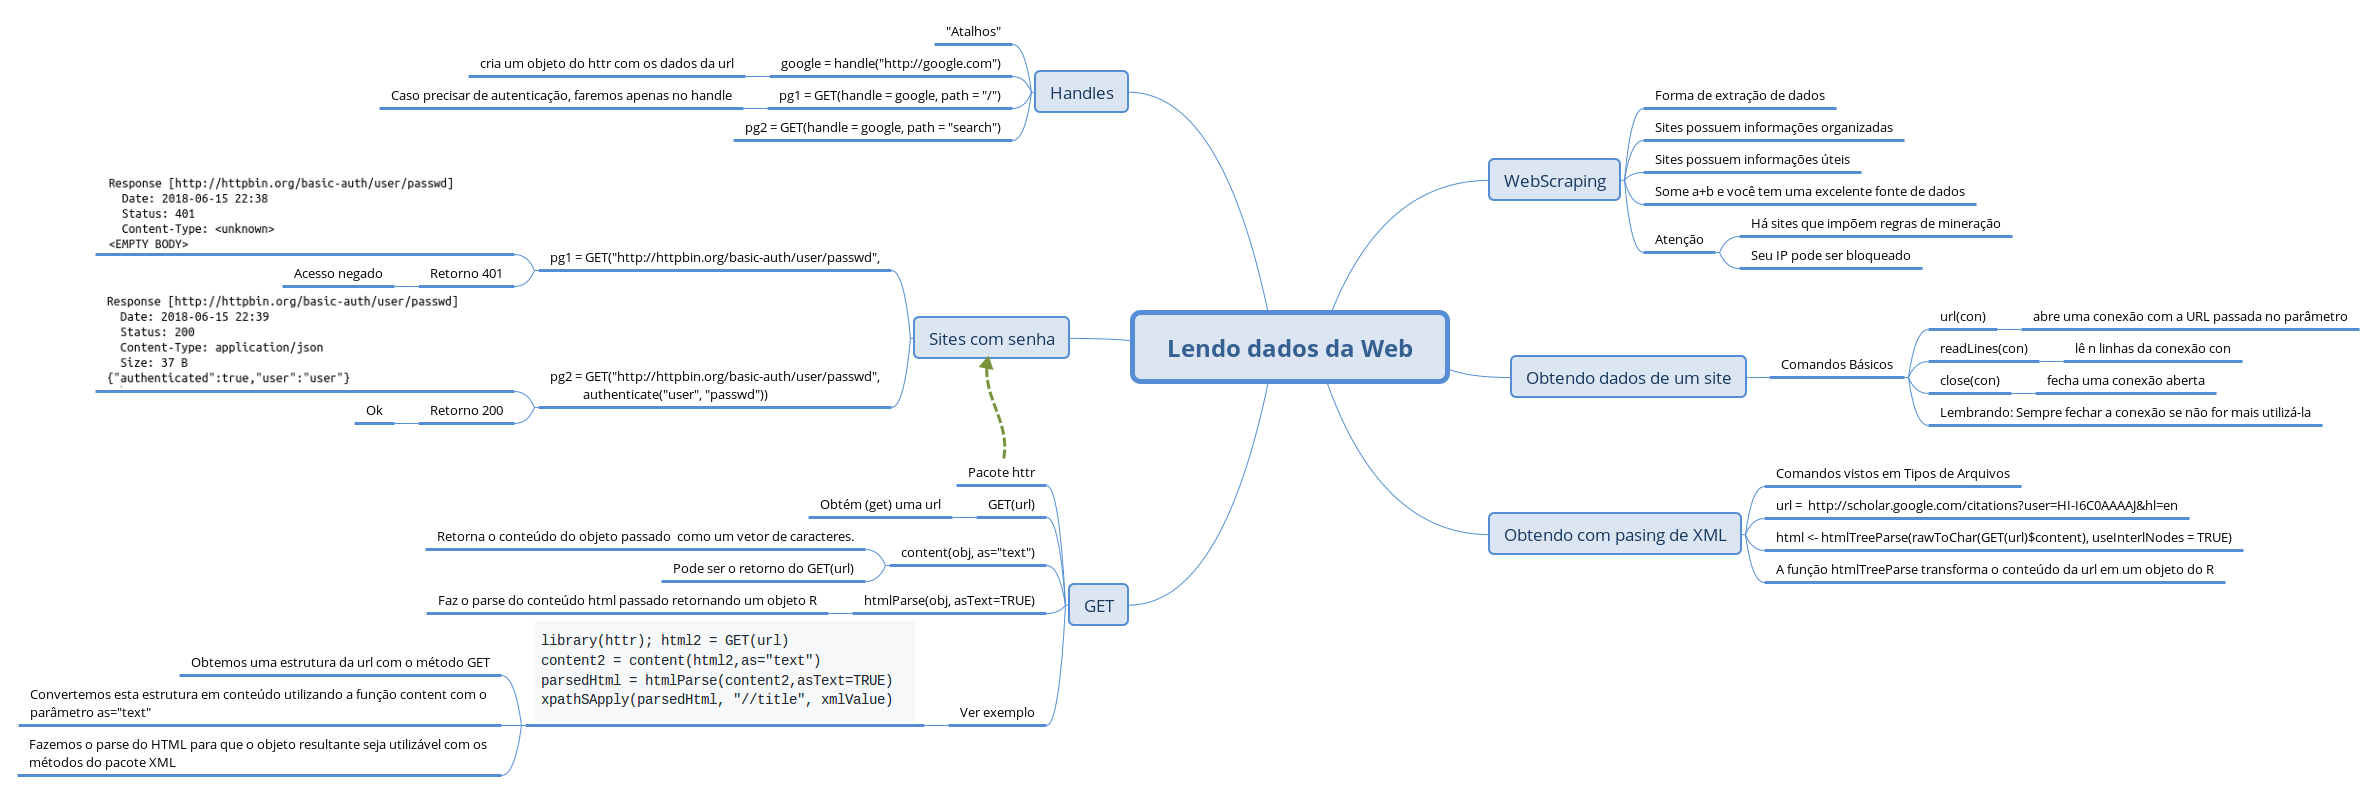 Lendo dados da Web
WebScraping
Forma de extração de dados
Sites possuem informações organizadas
Sites possuem informações úteis
Some a+b e você tem uma excelente fonte de dados
Atenção
Há sites que impõem regras de mineração
Seu IP pode ser bloqueado
Obtendo dados de um site
Comandos Básicos
url(con)
abre uma conexão com a URL passada no parâmetro
readLines(con)
lê n linhas da conexão con
close(con)
fecha uma conexão aberta
Lembrando: Sempre fechar a conexão se não for mais utilizá-la
Obtendo com pasing de XML
Comandos vistos em Tipos de Arquivos
url =  http://scholar.google.com/citations?user=HI-I6C0AAAAJ&hl=en
html <- htmlTreeParse(rawToChar(GET(url)$content), useInterlNodes = TRUE)
A função htmlTreeParse transforma o conteúdo da url em um objeto do R
Handles
"Atalhos"
google = handle("http://google.com")
cria um objeto do httr com os dados da url
pg1 = GET(handle = google, path = "/")
Caso precisar de autenticação, faremos apenas no handle
pg2 = GET(handle = google, path = "search")
Sites com senha
pg1 = GET("http://httpbin.org/basic-auth/user/passwd",
Response [http://httpbin.org/basic-auth/user/passwd]
Date: 2018-06-15 22:38
Status: 401
Content-Type: <unknown>
<EMPTY BODY>
Retorno 401
Acesso negado
pg2 = GET("http://httpbin.org/basic-auth/user/passwd",
authenticate("user", "passwd"))
Response [http://httpbin.org/basic-auth/user/passwd]
Date: 2018-06-15 22:39
Status: 200
Content-Type: application/json
Size: 37 B
{"authenticated":true,"user":"user"}
Retorno 200
Ok
GET
Pacote httr
GET(url)
Obtém (get) uma url
content(obj, as="text")
Retorna o conteúdo do objeto passado  como um vetor de caracteres.
Pode ser o retorno do GET(url)
htmlParse(obj, asText=TRUE)
Faz o parse do conteúdo html passado retornando um objeto R
Ver exemplo
library(httr); html2 = GET(url)
content2 = content(html2,as="text")
parsedHtml = htmlParse(content2,asText=TRUE)
xpathSApply(parsedHtml, "//title", xmlValue)
Obtemos uma estrutura da url com o método GET
Convertemos esta estrutura em conteúdo utilizando a função content com o
parâmetro as="text"
Fazemos o parse do HTML para que o objeto resultante seja utilizável com os
métodos do pacote XML